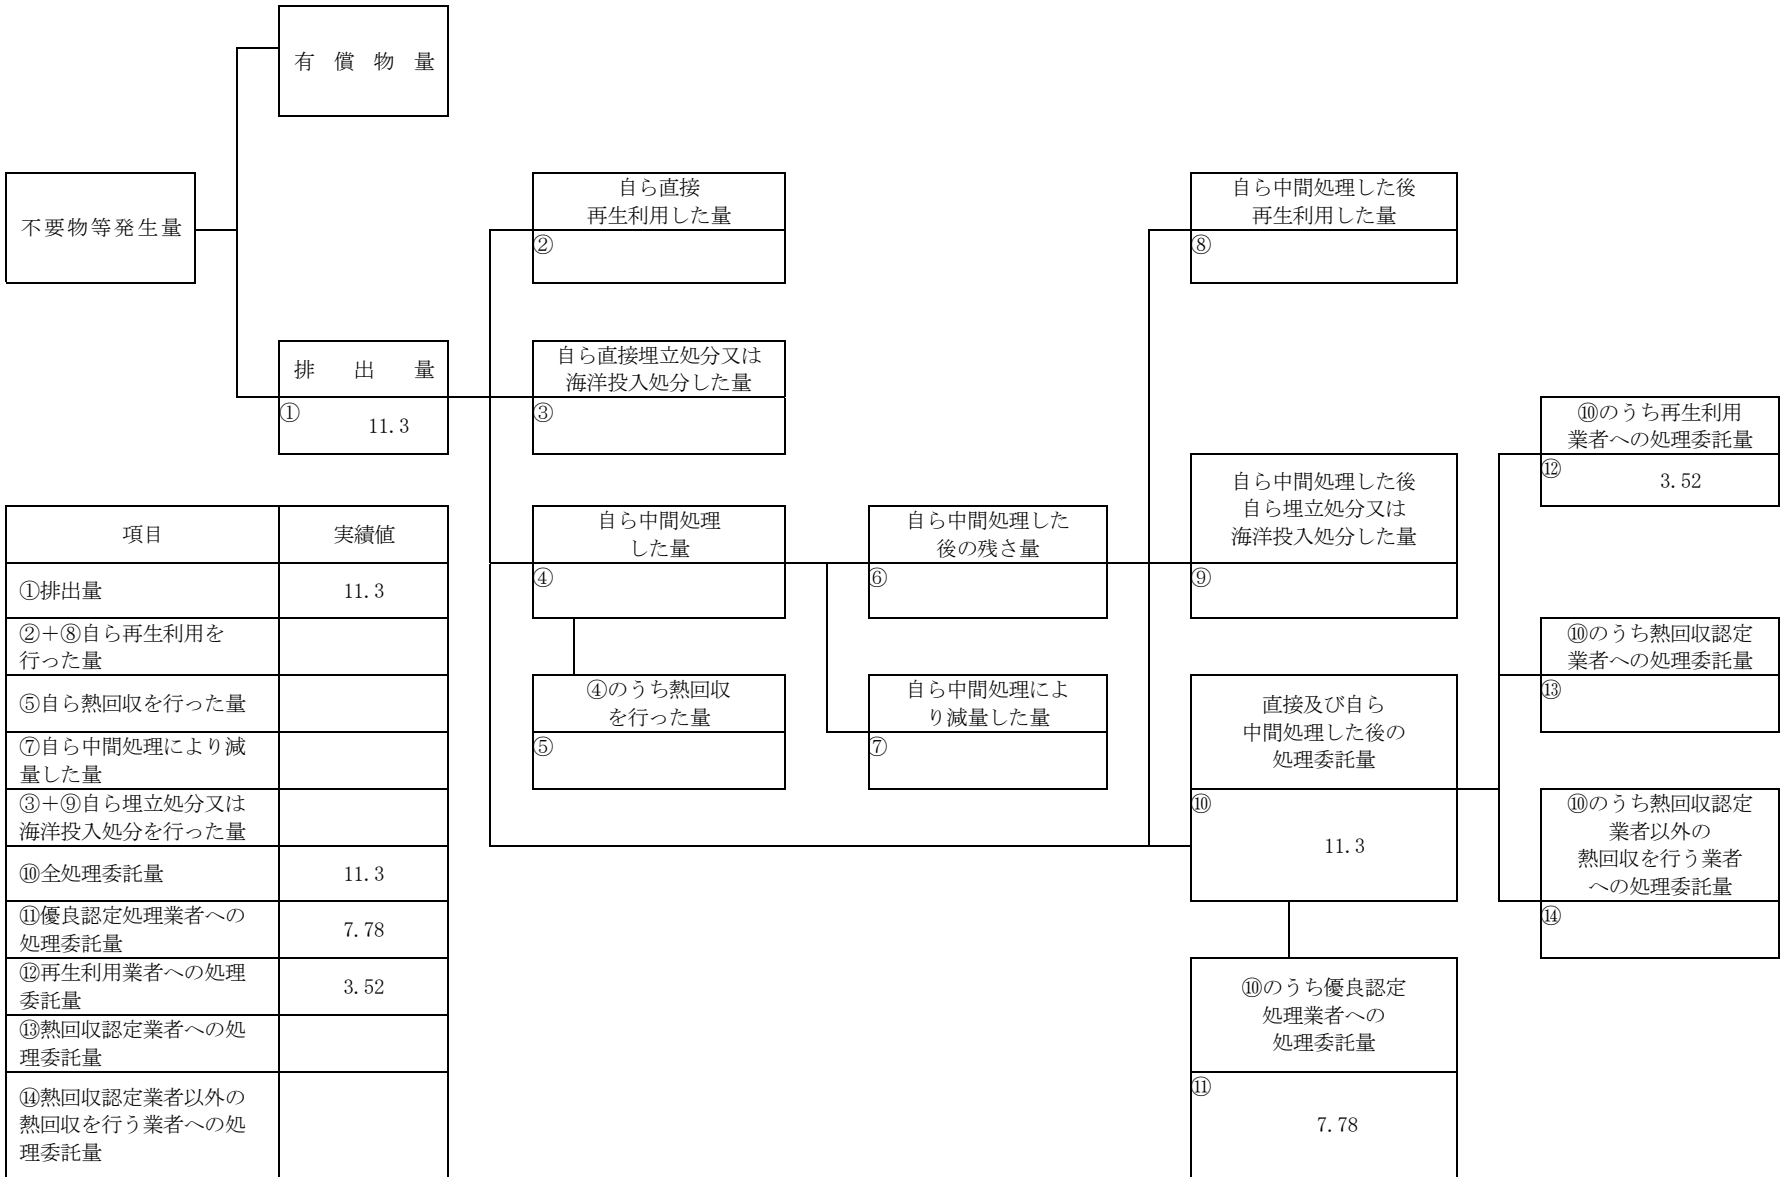 有償物量
不要物等発生量
排出量
①
11.3
自ら直接
再生利用した量
②
自ら直接埋立処分又は
海洋投入処分した量
③
自ら中間処理
した量
④
④のうち熱回収
を行った量
⑤
自ら中間処理した
後の残さ量
⑥
自ら中間処理によ
り減量した量
⑦
自ら中間処理した後
再生利用した量
⑧
自ら中間処理した後
自ら埋立処分又は
海洋投入処分した量
⑨
直接及び自ら
中間処理した後の
処理委託量
⑩
11.3
⑩のうち優良認定
処理業者への
処理委託量
⑪
7.78
⑩のうち再生利用
業者への処理委託量
⑫
3.52
⑩のうち熱回収認定
業者への処理委託量
⑬
⑩のうち熱回収認定
業者以外の
熱回収を行う業者
への処理委託量
⑭
項目 実績値
①排出量 11.3
②＋⑧自ら再生利用を
行った量
⑤自ら熱回収を行った量
⑦自ら中間処理により減
量した量
③＋⑨自ら埋立処分又は
海洋投入処分を行った量
⑩全処理委託量 11.3
⑪優良認定処理業者への
処理委託量 7.78
⑫再生利用業者への処理
委託量 3.52
⑬熱回収認定業者への処
理委託量
⑭熱回収認定業者以外の
熱回収を行う業者への処
理委託量